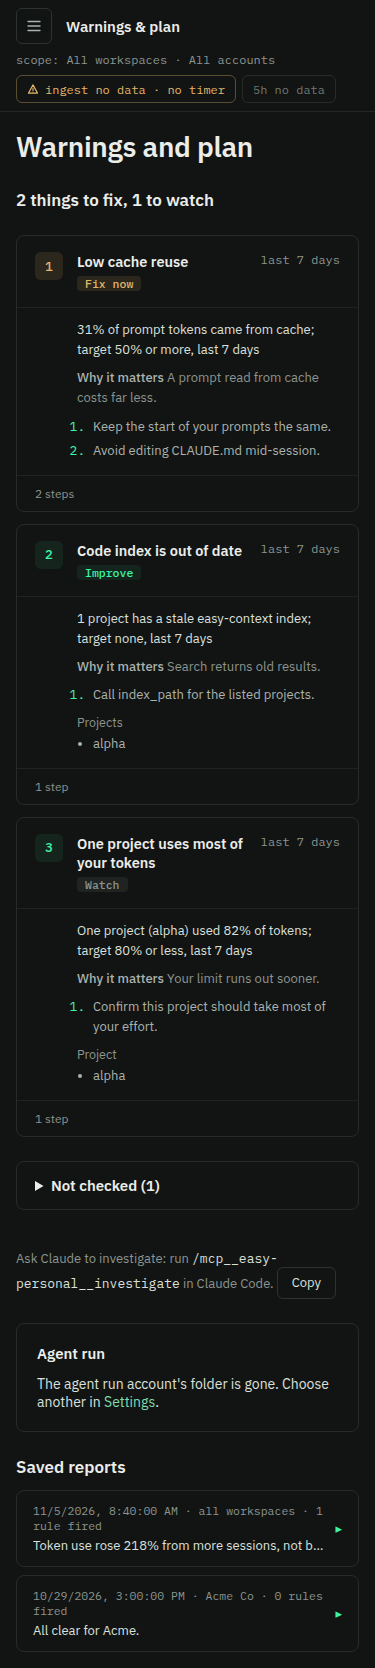 Warnings & plan
scope: All workspaces · All accounts
ingest no data · no timer
5h no data
Warnings and plan
2 things to fix, 1 to watch
1
Low cache reuse
last 7 days
Fix now
31% of prompt tokens came from cache;
target 50% or more, last 7 days
Why it matters A prompt read from cache
costs far less.
1. Keep the start of your prompts the same.
2. Avoid editing CLAUDE.md mid-session.
2 steps
2
Code index is out of date
last 7 days
Improve
1 project has a stale easy-context index;
target none, last 7 days
Why it matters Search returns old results.
1. Call index_path for the listed projects.
Projects
• alpha
1 step
3
One project uses most of
your tokens
last 7 days
Watch
One project (alpha) used 82% of tokens;
target 80% or less, last 7 days
Why it matters Your limit runs out sooner.
1. Confirm this project should take most of
your effort.
Project
• alpha
1 step
Not checked (1)
Ask Claude to investigate: run /mcp__easy-
personal__investigate in Claude Code.
Copy
Agent run
The agent run account's folder is gone. Choose
another in Settings.
Saved reports
11/5/2026, 8:40:00 AM · all workspaces · 1
rule fired
Token use rose 218% from more sessions, not b...
10/29/2026, 3:00:00 PM · Acme Co · 0 rules
fired
All clear for Acme.